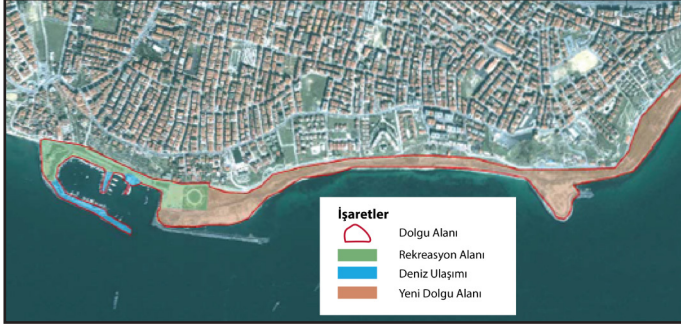 İşaretler
Dolgu Alanı
Rekreasyon Alanı
Deniz Ulaşımı
Yeni Dolgu Alanı